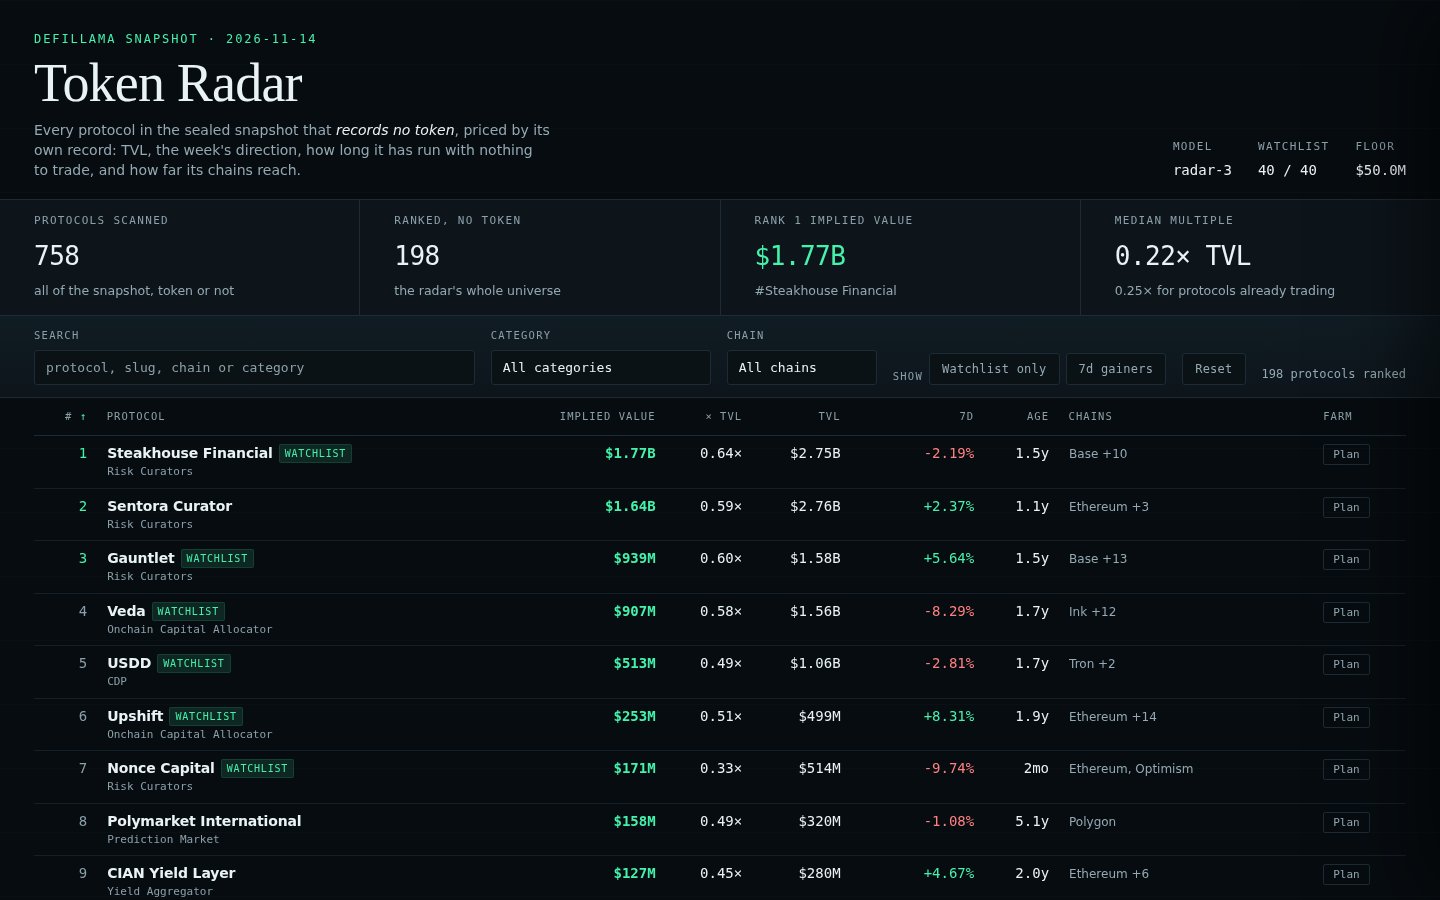 DEFILLAMA SNAPSHOT · 2026-11-14
Token Radar
Every protocol in the sealed snapshot that records no token, priced by its
own record: TVL, the week's direction, how long it has run with nothing
to trade, and how far its chains reach.
MODEL WATCHLIST FLOOR
radar-3 40 / 40 $50.0M
PROTOCOLS SCANNED RANKED, NO TOKEN RANK 1 IMPLIED VALUE MEDIAN MULTIPLE
758 198 $1.77B 0.22× TVL
all of the snapshot, token or not the radar's whole universe #Steakhouse Financial 0.25× for protocols already trading
SEARCH CATEGORY CHAIN
protocol, slug, chain or category All categories All chains SHOW Watchlist only 7d gainers Reset 198 protocols ranked
# ↑ PROTOCOL IMPLIED VALUE × TVL TVL 7D AGE CHAINS FARM
1 Steakhouse Financial WATCHLIST $1.77B 0.64× $2.75B -2.19% 1.5y Base +10 Plan
Risk Curators
2 Sentora Curator $1.64B 0.59× $2.76B +2.37% 1.1y Ethereum +3 Plan
Risk Curators
3 Gauntlet WATCHLIST $939M 0.60× $1.58B +5.64% 1.5y Base +13 Plan
Risk Curators
4 Veda WATCHLIST $907M 0.58× $1.56B -8.29% 1.7y Ink +12 Plan
Onchain Capital Allocator
5 USDD WATCHLIST $513M 0.49× $1.06B -2.81% 1.7y Tron +2 Plan
CDP
6 Upshift WATCHLIST $253M 0.51× $499M +8.31% 1.9y Ethereum +14 Plan
Onchain Capital Allocator
7 Nonce Capital WATCHLIST $171M 0.33× $514M -9.74% 2mo Ethereum, Optimism Plan
Risk Curators
8 Polymarket International $158M 0.49× $320M -1.08% 5.1y Polygon Plan
Prediction Market
9 CIAN Yield Layer $127M 0.45× $280M +4.67% 2.0y Ethereum +6 Plan
Yield Aggregator